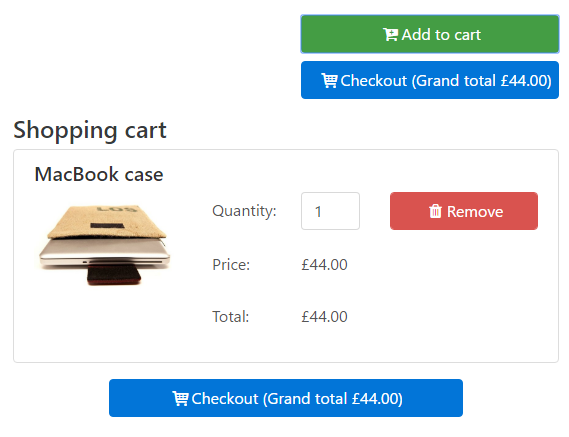 Add to cart
Checkout (Grand total £44.00)
Shopping cart
MacBook case
Quantity: 1 Remove
Price: £44.00
Total: £44.00
Checkout (Grand total £44.00)